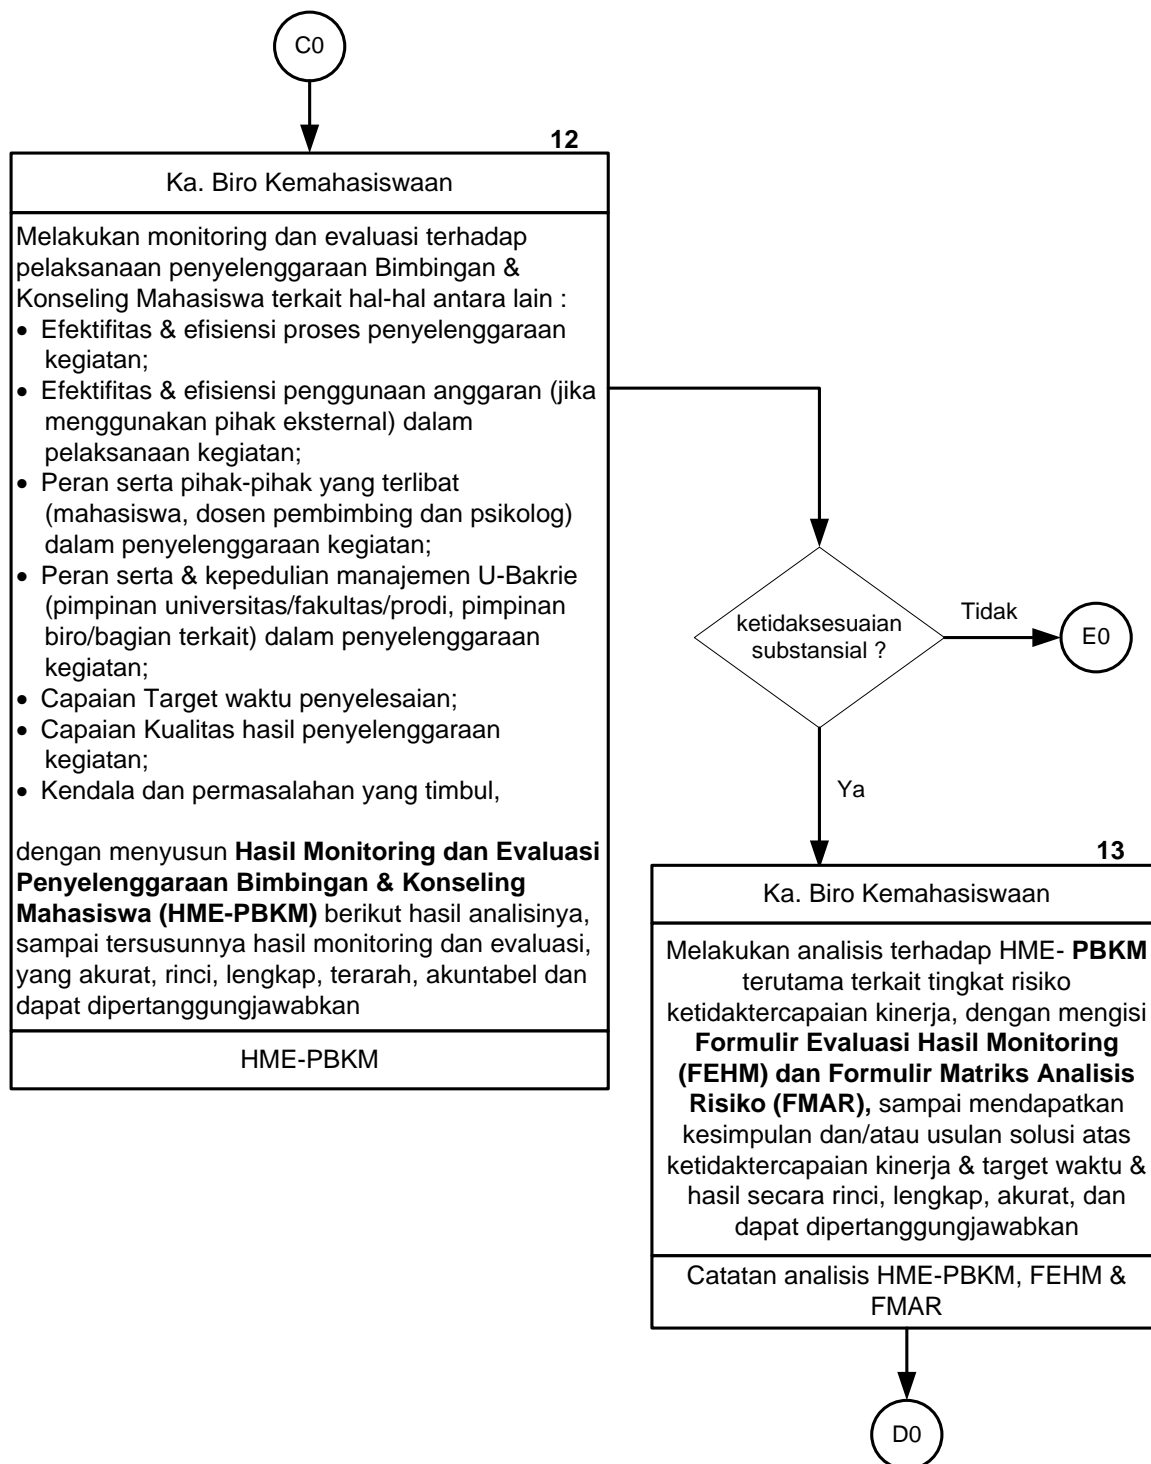 C0
12
Ka. Biro Kemahasiswaan
Melakukan monitoring dan evaluasi terhadap
pelaksanaan penyelenggaraan Bimbingan &
Konseling Mahasiswa terkait hal-hal antara lain :
• Efektifitas & efisiensi proses penyelenggaraan
kegiatan;
• Efektifitas & efisiensi penggunaan anggaran (jika
menggunakan pihak eksternal) dalam
pelaksanaan kegiatan;
• Peran serta pihak-pihak yang terlibat
(mahasiswa, dosen pembimbing dan psikolog)
dalam penyelenggaraan kegiatan;
• Peran serta & kepedulian manajemen U-Bakrie
(pimpinan universitas/fakultas/prodi, pimpinan
biro/bagian terkait) dalam penyelenggaraan
kegiatan;
• Capaian Target waktu penyelesaian;
• Capaian Kualitas hasil penyelenggaraan
kegiatan;
• Kendala dan permasalahan yang timbul,
dengan menyusun Hasil Monitoring dan Evaluasi
Penyelenggaraan Bimbingan & Konseling
Mahasiswa (HME-PBKM) berikut hasil analisinya,
sampai tersusunnya hasil monitoring dan evaluasi,
yang akurat, rinci, lengkap, terarah, akuntabel dan
dapat dipertanggungjawabkan
HME-PBKM
ketidaksesuaian
substansial ?
Tidak
E0
Ya
13
Ka. Biro Kemahasiswaan
Melakukan analisis terhadap HME- PBKM
terutama terkait tingkat risiko
ketidaktercapaian kinerja, dengan mengisi
Formulir Evaluasi Hasil Monitoring
(FEHM) dan Formulir Matriks Analisis
Risiko (FMAR), sampai mendapatkan
kesimpulan dan/atau usulan solusi atas
ketidaktercapaian kinerja & target waktu &
hasil secara rinci, lengkap, akurat, dan
dapat dipertanggungjawabkan
Catatan analisis HME-PBKM, FEHM &
FMAR
D0